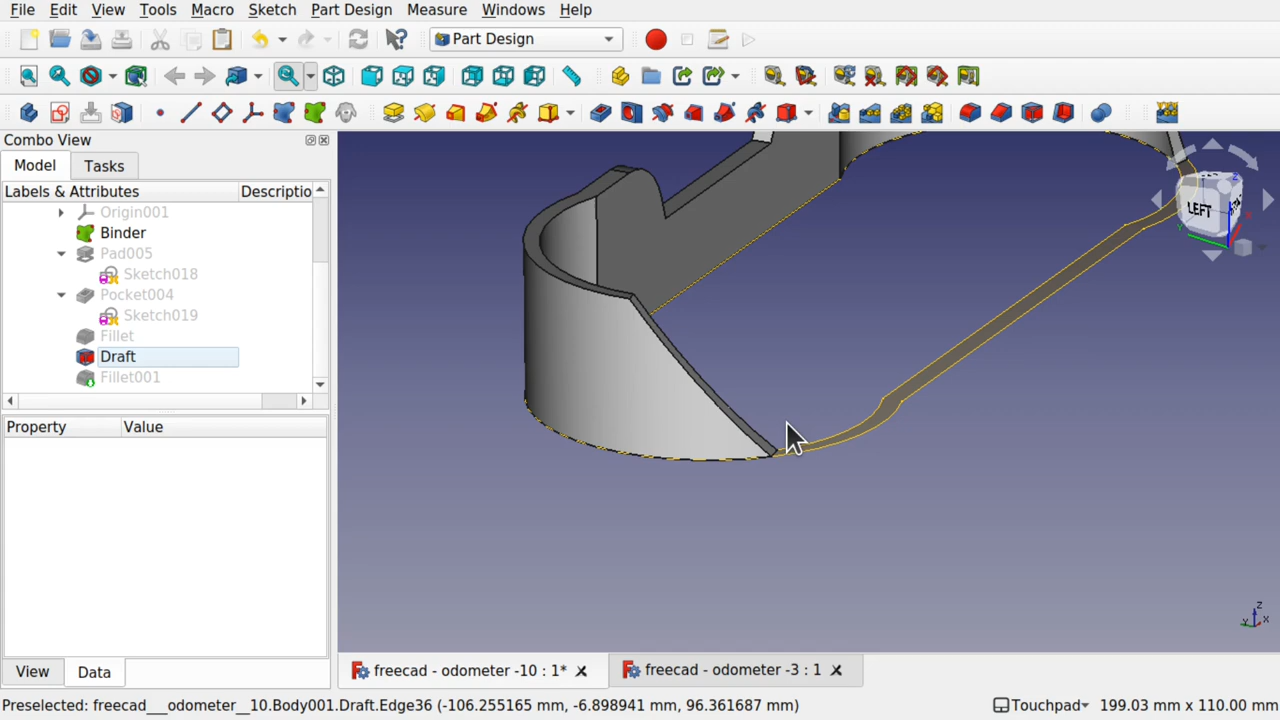 File Edit View Tools Macro Sketch Part Design Measure Windows Help
Part Design
Combo View
Model Tasks
Labels & Attributes Descriptio
Origin001
Binder
Pad005
Sketch018
Pocket004
Sketch019
Fillet
Draft
Fillet001
Property Value
View Data
LEFT
Z
Y
X
Z
Y X
freecad - odometer -10 : 1*
freecad - odometer -3 : 1
Preselected: freecad___odometer__10.Body001.Draft.Edge36 (-106.255165 mm, -6.898941 mm, 96.361687 mm)
Touchpad 199.03 mm x 110.00 mm